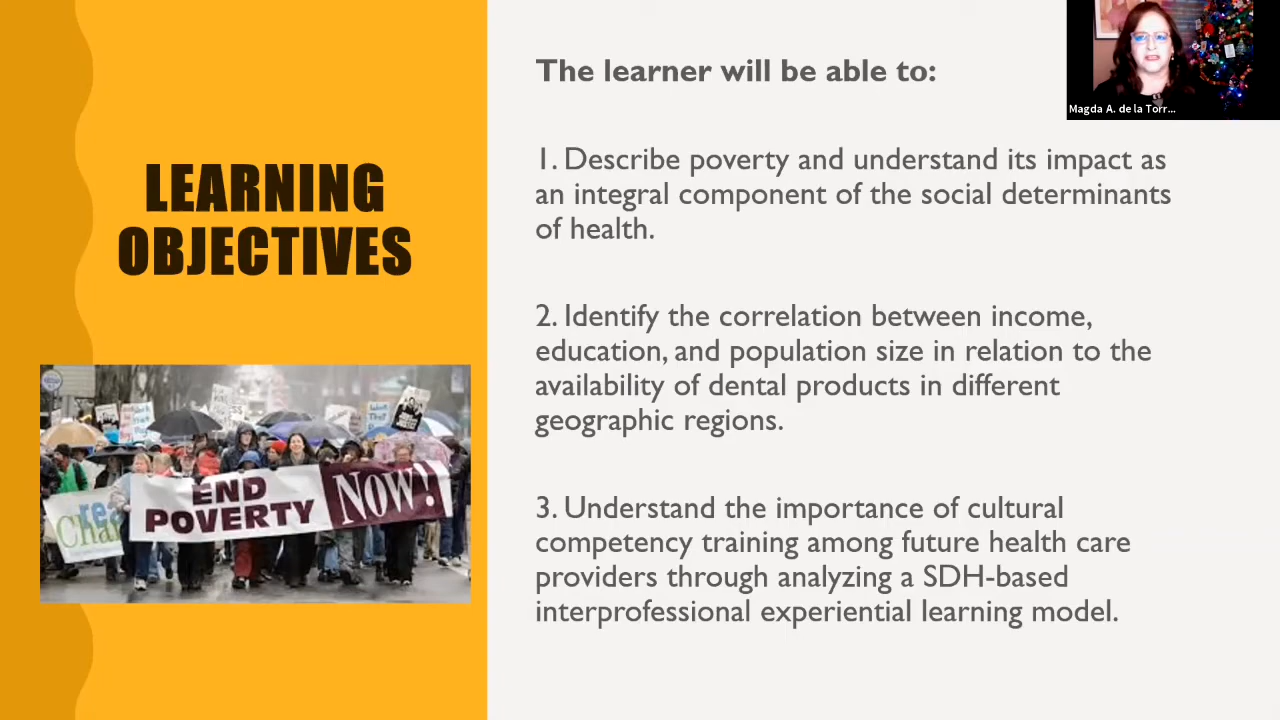 LEARNING
OBJECTIVES
END
POVERTY
NOW!
The learner will be able to:
1. Describe poverty and understand its impact as
an integral component of the social determinants
of health.
2. Identify the correlation between income,
education, and population size in relation to the
availability of dental products in different
geographic regions.
3. Understand the importance of cultural
competency training among future health care
providers through analyzing a SDH-based
interprofessional experiential learning model.
Magda A. de la Torr...